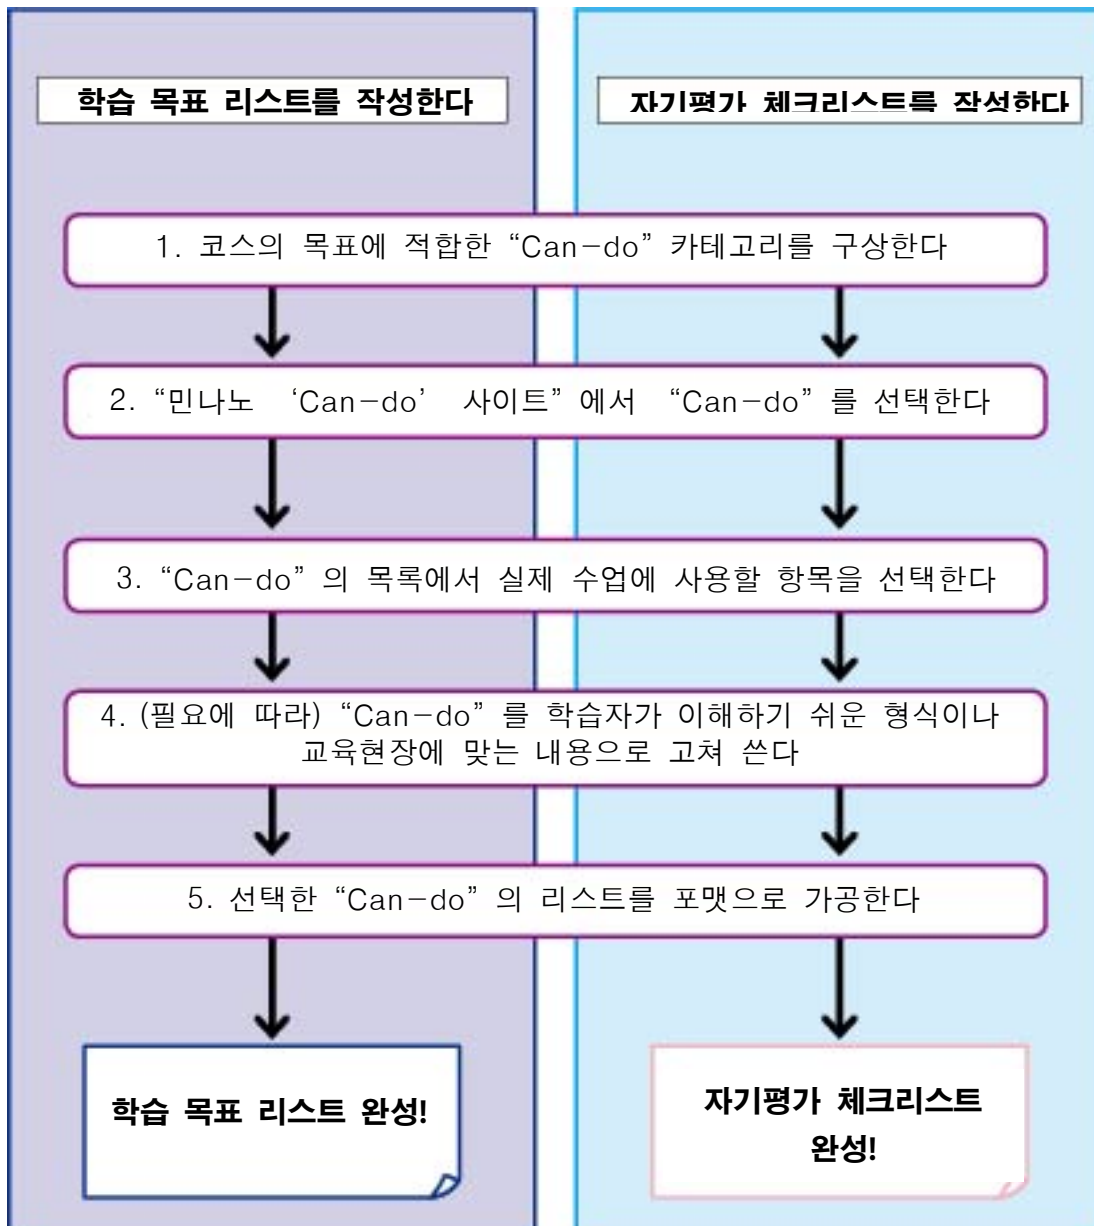 학습 목표 리스트를 작성한다
자기평가 체크리스트를 작성한다
1. 코스의 목표에 적합한 “Can-do” 카테고리를 구상한다
2. “민나노 ‘Can-do’ 사이트” 에서 “Can-do” 를 선택한다
3. “Can-do” 의 목록에서 실제 수업에 사용할 항목을 선택한다
4. (필요에 따라) “Can-do” 를 학습자가 이해하기 쉬운 형식이나
교육현장에 맞는 내용으로 고쳐 쓴다
5. 선택한 “Can-do” 의 리스트를 포맷으로 가공한다
학습 목표 리스트 완성!
자기평가 체크리스트
완성!